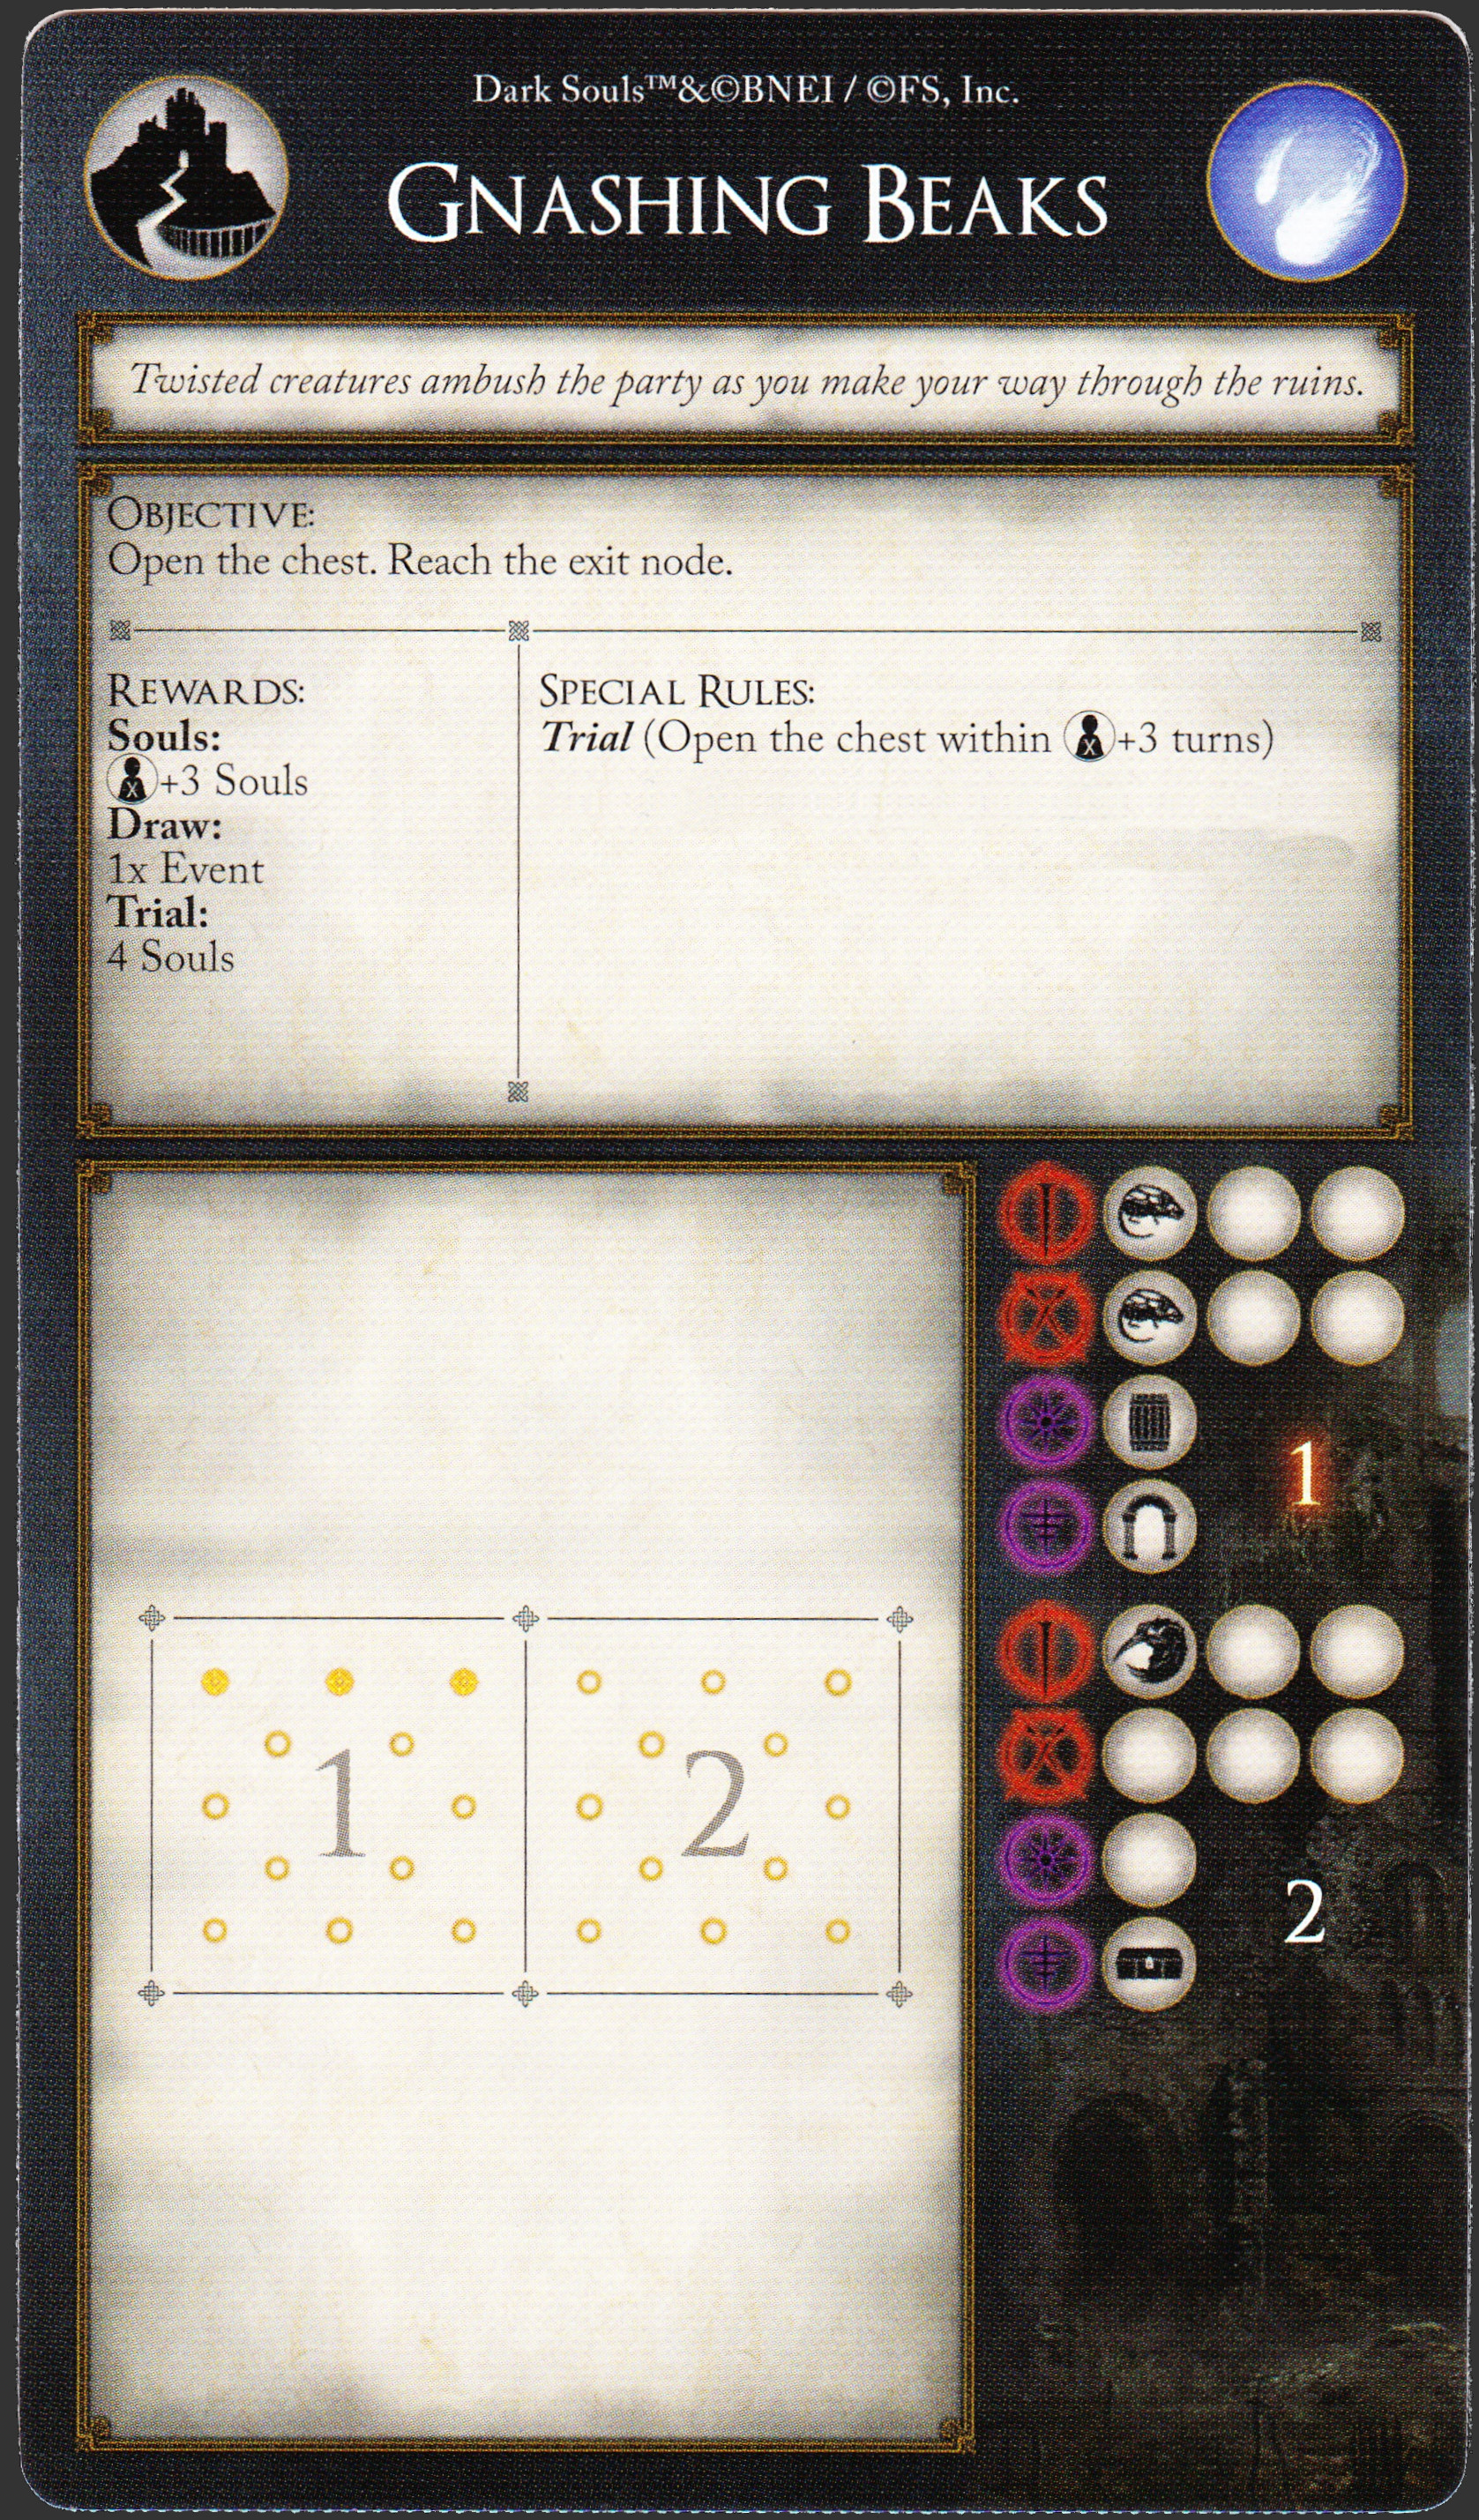 Dark Souls™&©BNEI / ©FS, Inc.
Gnashing Beaks
Twisted creatures ambush the party as you make your way through the ruins.
Objective:
Open the chest. Reach the exit node.
Rewards:
Souls:
x+3 Souls
Draw:
1x Event
Trial:
4 Souls
Special Rules:
Trial (Open the chest within x+3 turns)
1
2
1
2